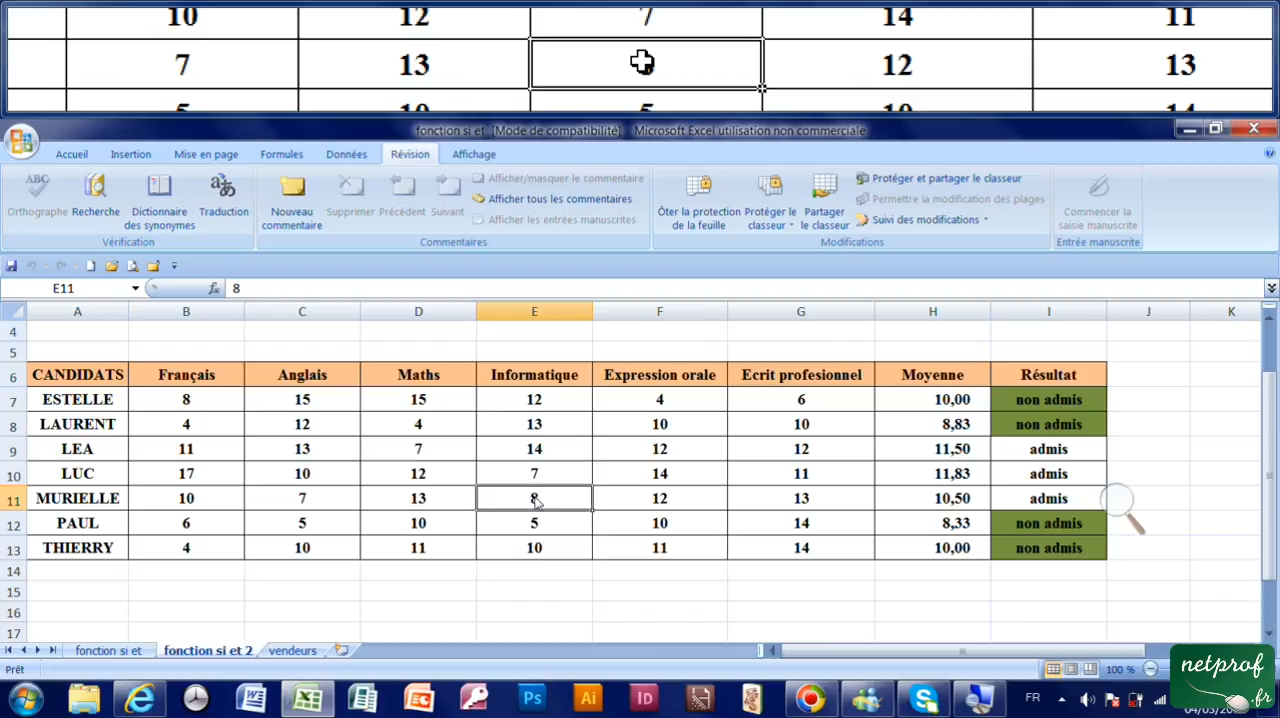 10 12 7 14 11
7 13 12 13
5 10 5 10 14
fonction si et [Mode de compatibilité] Microsoft Excel utilisation non commerciale
Accueil Insertion Mise en page Formules Données Révision Affichage
ABC
Orthographe Recherche Dictionnaire des synonymes Traduction
Vérification
Nouveau commentaire Supprimer Précédent Suivant
Afficher/masquer le commentaire
Afficher tous les commentaires
Afficher les entrées manuscrites
Commentaires
Ôter la protection de la feuille Protéger le classeur Partager le classeur
Protéger et partager le classeur
Permettre la modification des plages
Suivi des modifications
Modifications
Commencer la saisie manuscrite
Entrée manuscrite
E11 fx 8
A B C D E F G H I J K
4
5
6 CANDIDATS Français Anglais Maths Informatique Expression orale Ecrit profesionnel Moyenne Résultat
7 ESTELLE 8 15 15 12 4 6 10,00 non admis
8 LAURENT 4 12 4 13 10 10 8,83 non admis
9 LEA 11 13 7 14 12 12 11,50 admis
10 LUC 17 10 12 7 14 11 11,83 admis
11 MURIELLE 10 7 13 8 12 13 10,50 admis
12 PAUL 6 5 10 5 10 14 8,33 non admis
13 THIERRY 4 10 11 10 11 14 10,00 non admis
14
15
16
17
fonction si et fonction si et 2 vendeurs
Prêt 100 %
netprof
.fr
Ps Ai ID FR